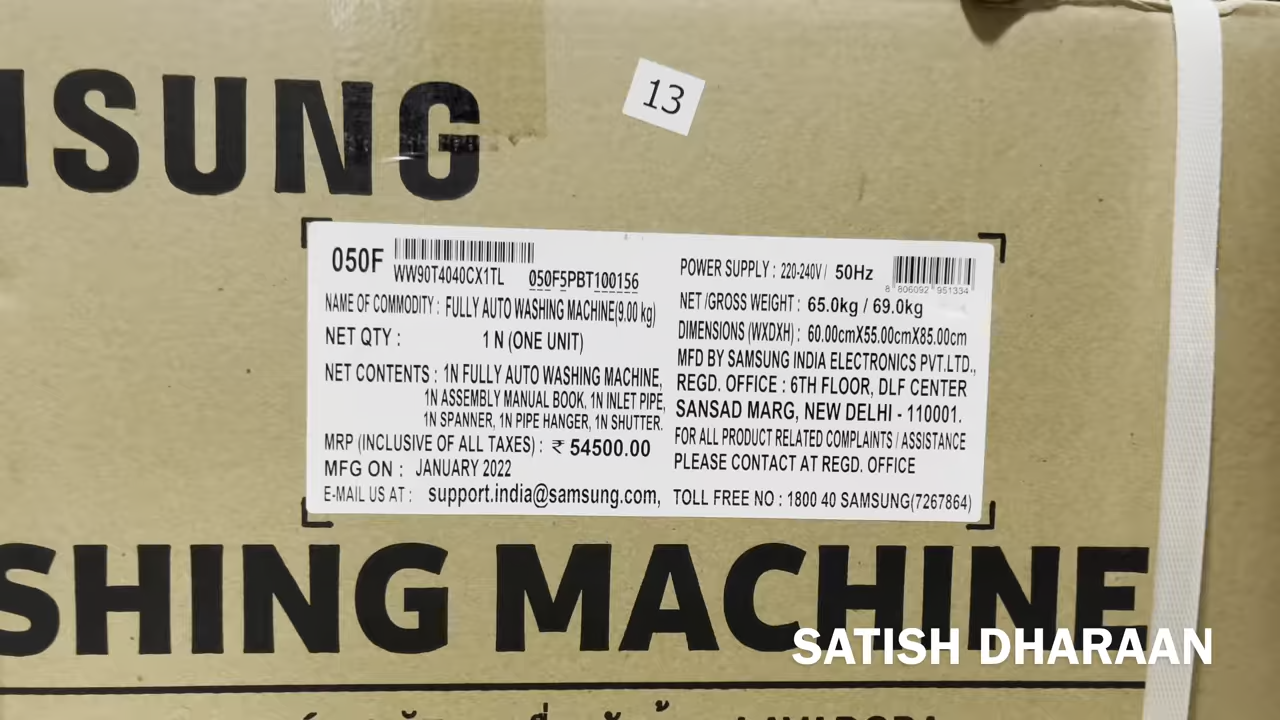 13
SUNG
050F
WW90T4040CX1TL 050F5PBT100156
NAME OF COMMODITY : FULLY AUTO WASHING MACHINE(9.00 kg)
NET QTY : 1 N (ONE UNIT)
NET CONTENTS : 1N FULLY AUTO WASHING MACHINE,
1N ASSEMBLY MANUAL BOOK, 1N INLET PIPE,
1N SPANNER, 1N PIPE HANGER, 1N SHUTTER.
MRP (INCLUSIVE OF ALL TAXES) : ₹ 54500.00
MFG ON : JANUARY 2022
E-MAIL US AT : support.india@samsung.com,
POWER SUPPLY : 220-240V / 50Hz
8 806092 951334
NET /GROSS WEIGHT : 65.0kg / 69.0kg
DIMENSIONS (WXDXH) : 60.00cmX55.00cmX85.00cm
MFD BY SAMSUNG INDIA ELECTRONICS PVT.LTD.,
REGD. OFFICE : 6TH FLOOR, DLF CENTER
SANSAD MARG, NEW DELHI - 110001.
FOR ALL PRODUCT RELATED COMPLAINTS / ASSISTANCE
PLEASE CONTACT AT REGD. OFFICE
TOLL FREE NO : 1800 40 SAMSUNG(7267864)
SHING MACHINE
SATISH DHARAAN